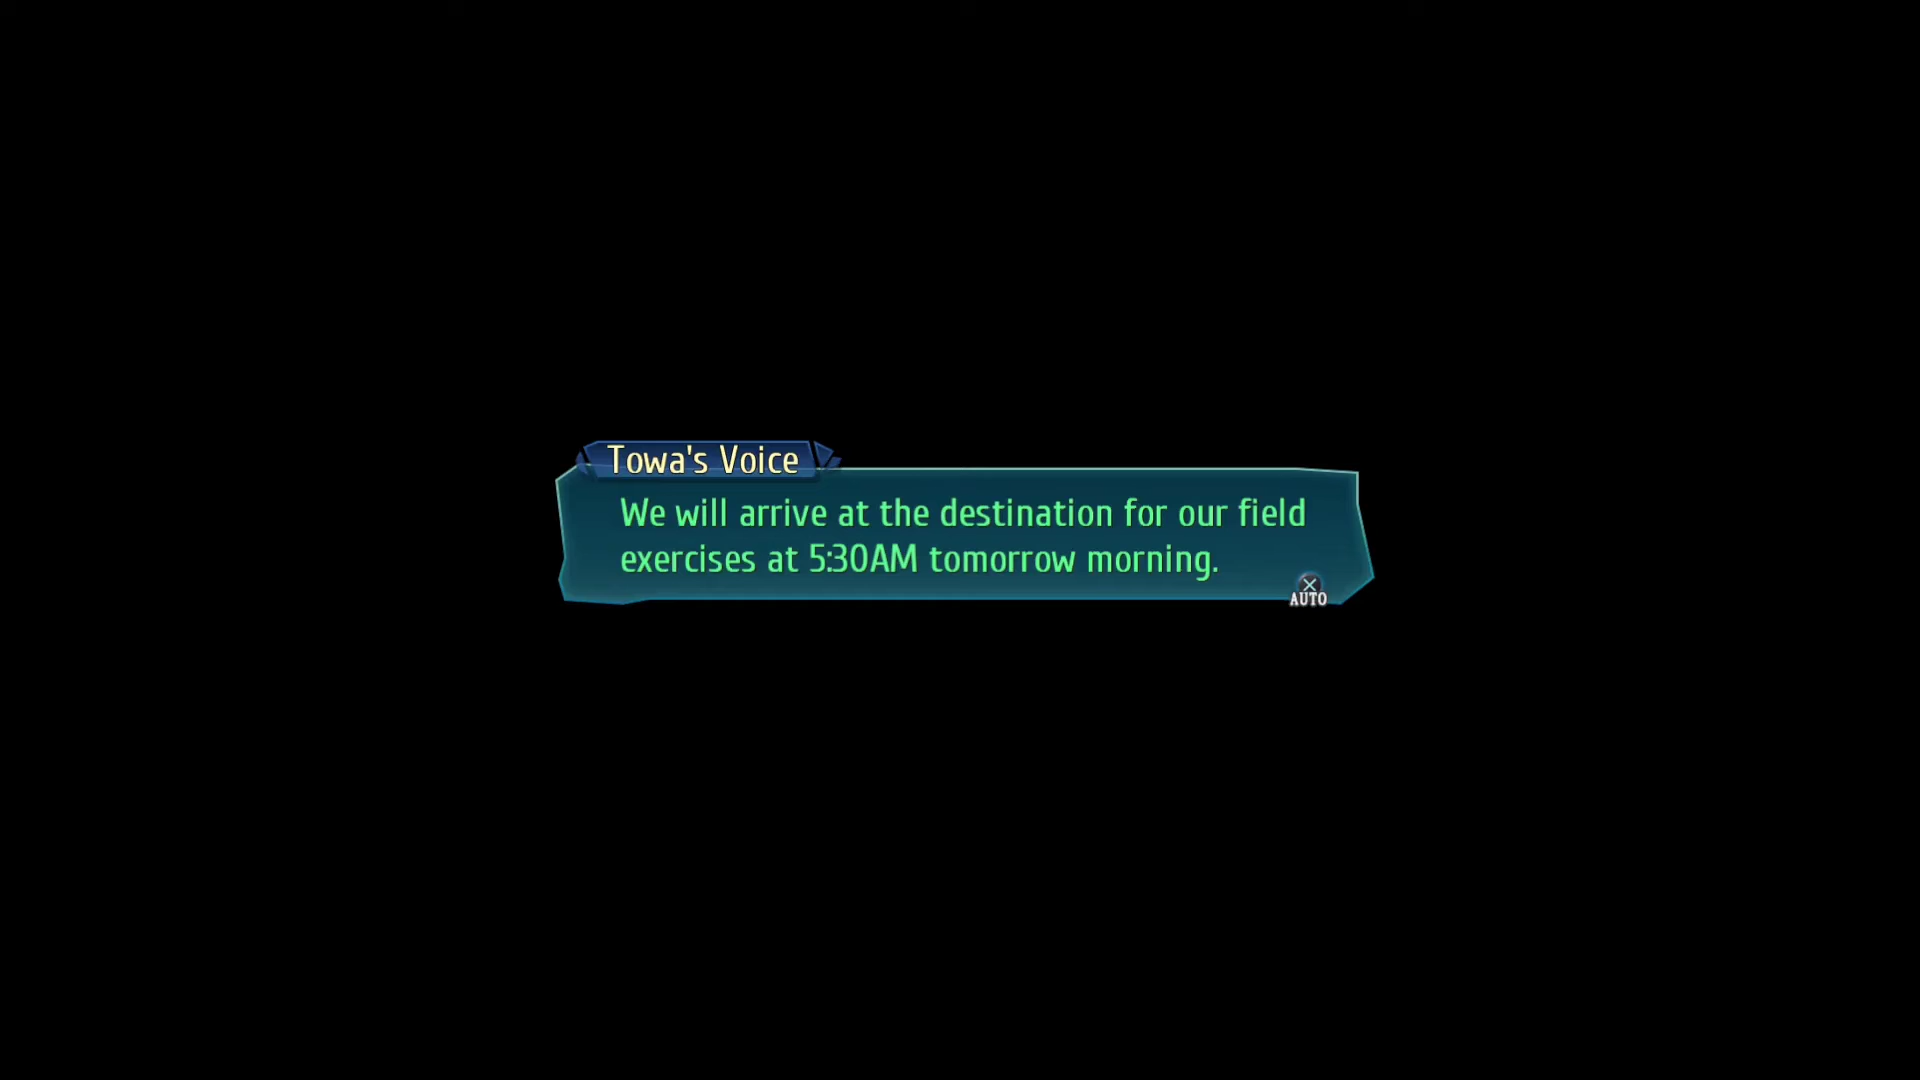 Towa's Voice
We will arrive at the destination for our field
exercises at 5:30AM tomorrow morning.
AUTO